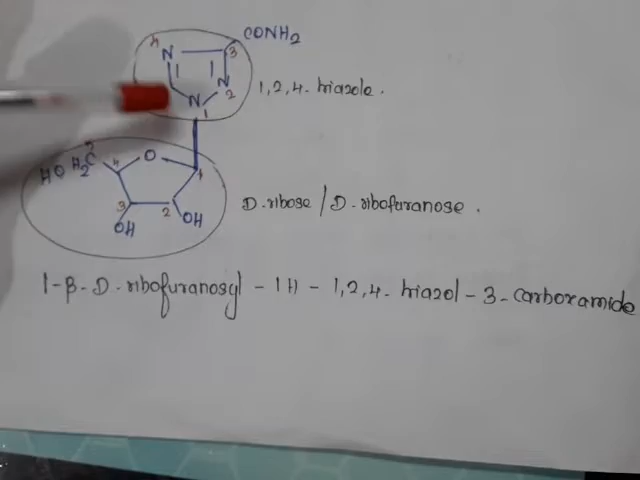 CONH2
4 N 3
N 2
N 1
1,2,4- triazole.
HO H2C 5 4 O 1
3 2
OH OH
D-ribose / D-ribofuranose.
1-β-D-ribofuranosyl - 1H - 1,2,4-triazol-3-carboxamide